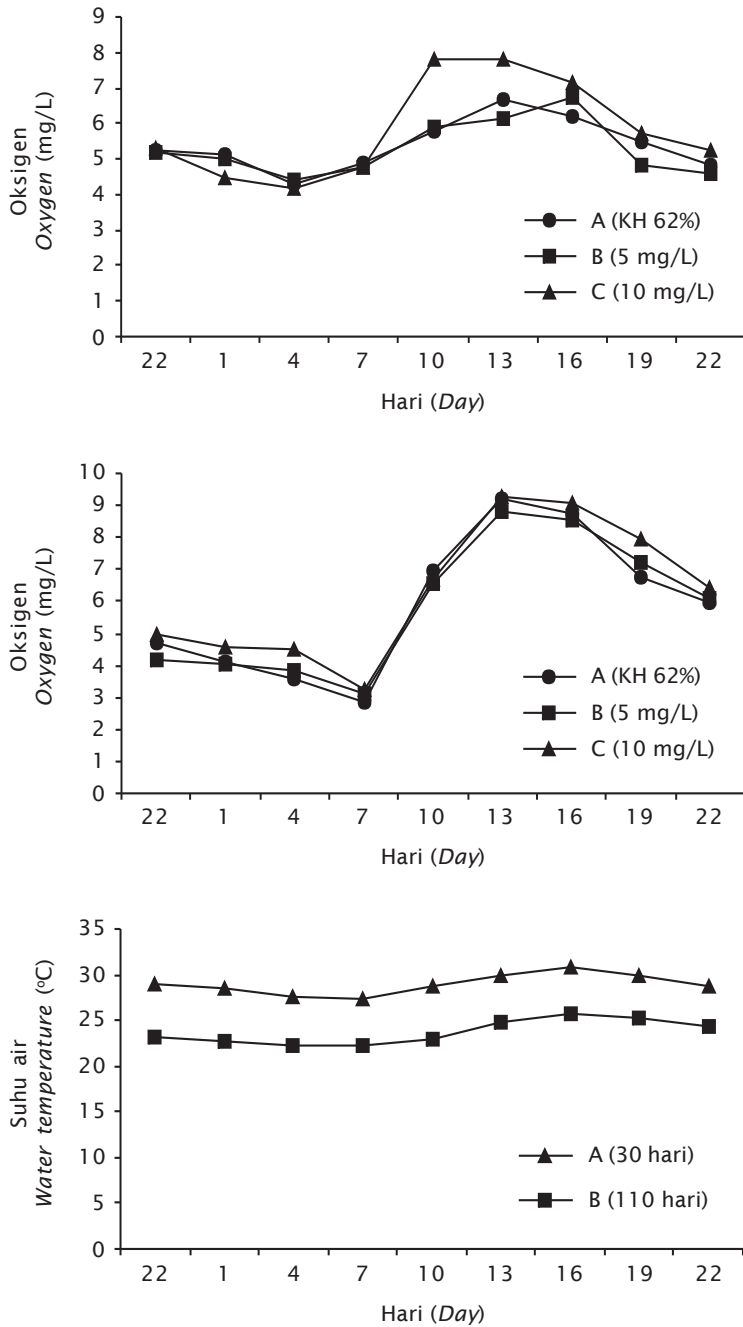 9
8
7
6
5
4
3
2
1
0
Oksigen
Oxygen (mg/L)
A (KH 62%)
B (5 mg/L)
C (10 mg/L)
22 1 4 7 10 13 16 19 22
Hari (Day)
10
9
8
7
6
5
4
3
2
1
0
Oksigen
Oxygen (mg/L)
A (KH 62%)
B (5 mg/L)
C (10 mg/L)
22 1 4 7 10 13 16 19 22
Hari (Day)
35
30
25
20
15
10
5
0
Suhu air
Water temperature (°C)
A (30 hari)
B (110 hari)
22 1 4 7 10 13 16 19 22
Hari (Day)